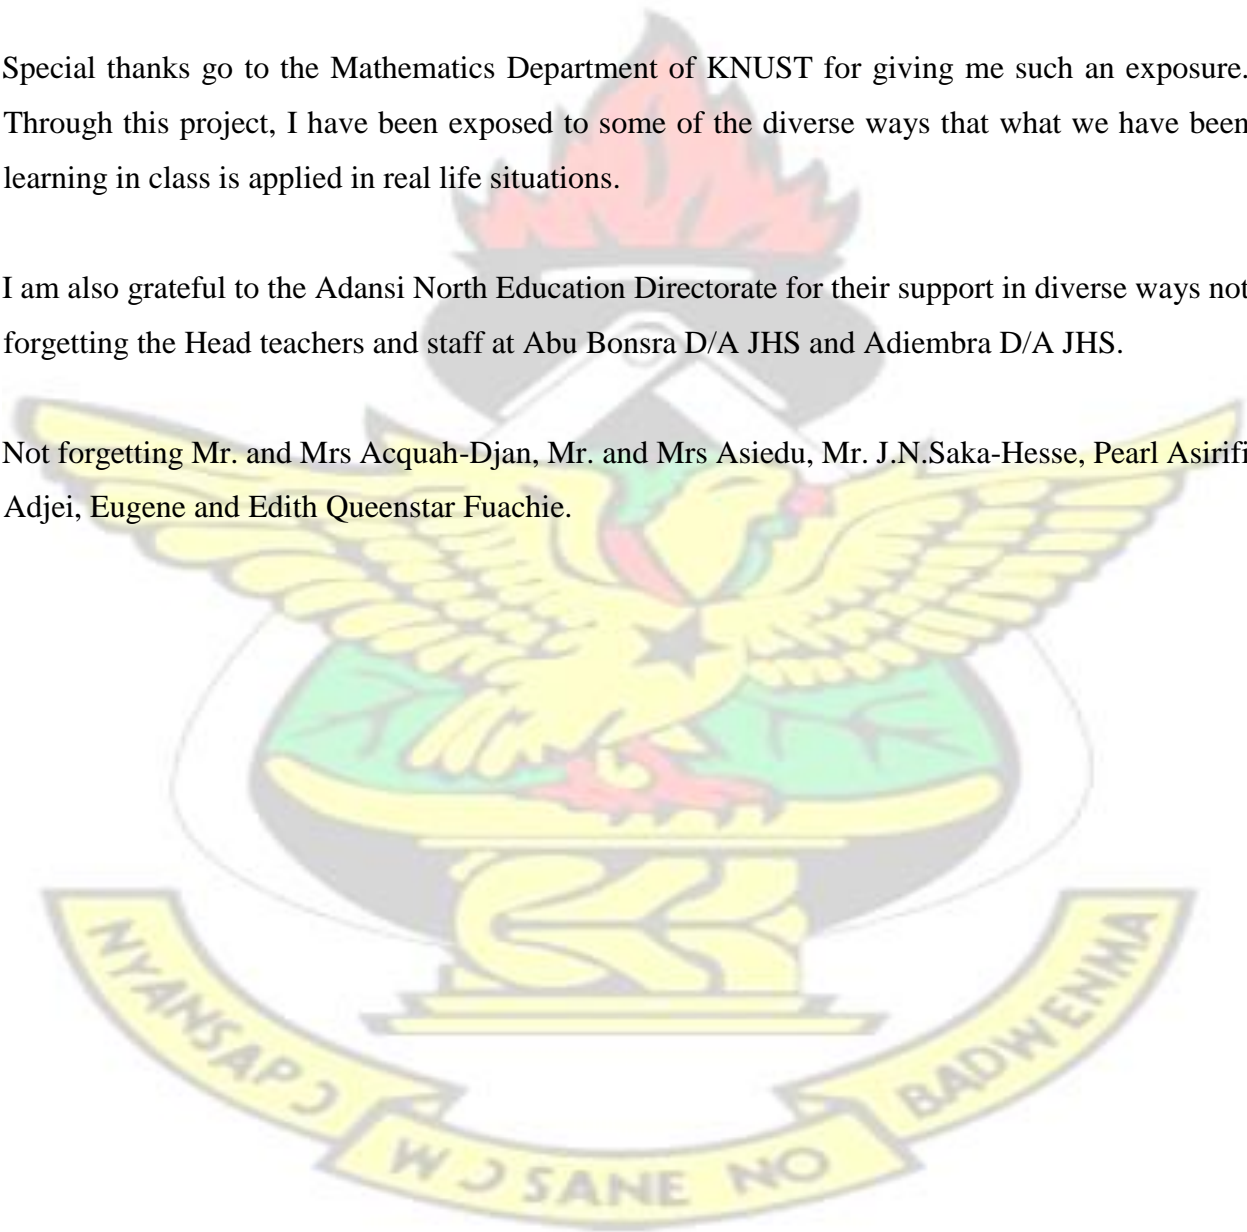 Special thanks go to the Mathematics Department of KNUST for giving me such an exposure.
Through this project, I have been exposed to some of the diverse ways that what we have been
learning in class is applied in real life situations.
I am also grateful to the Adansi North Education Directorate for their support in diverse ways not
forgetting the Head teachers and staff at Abu Bonsra D/A JHS and Adiembra D/A JHS.
Not forgetting Mr. and Mrs Acquah-Djan, Mr. and Mrs Asiedu, Mr. J.N.Saka-Hesse, Pearl Asirifi
Adjei, Eugene and Edith Queenstar Fuachie.
NYANSAPƆ
WƆSANE NO
BADWENMA